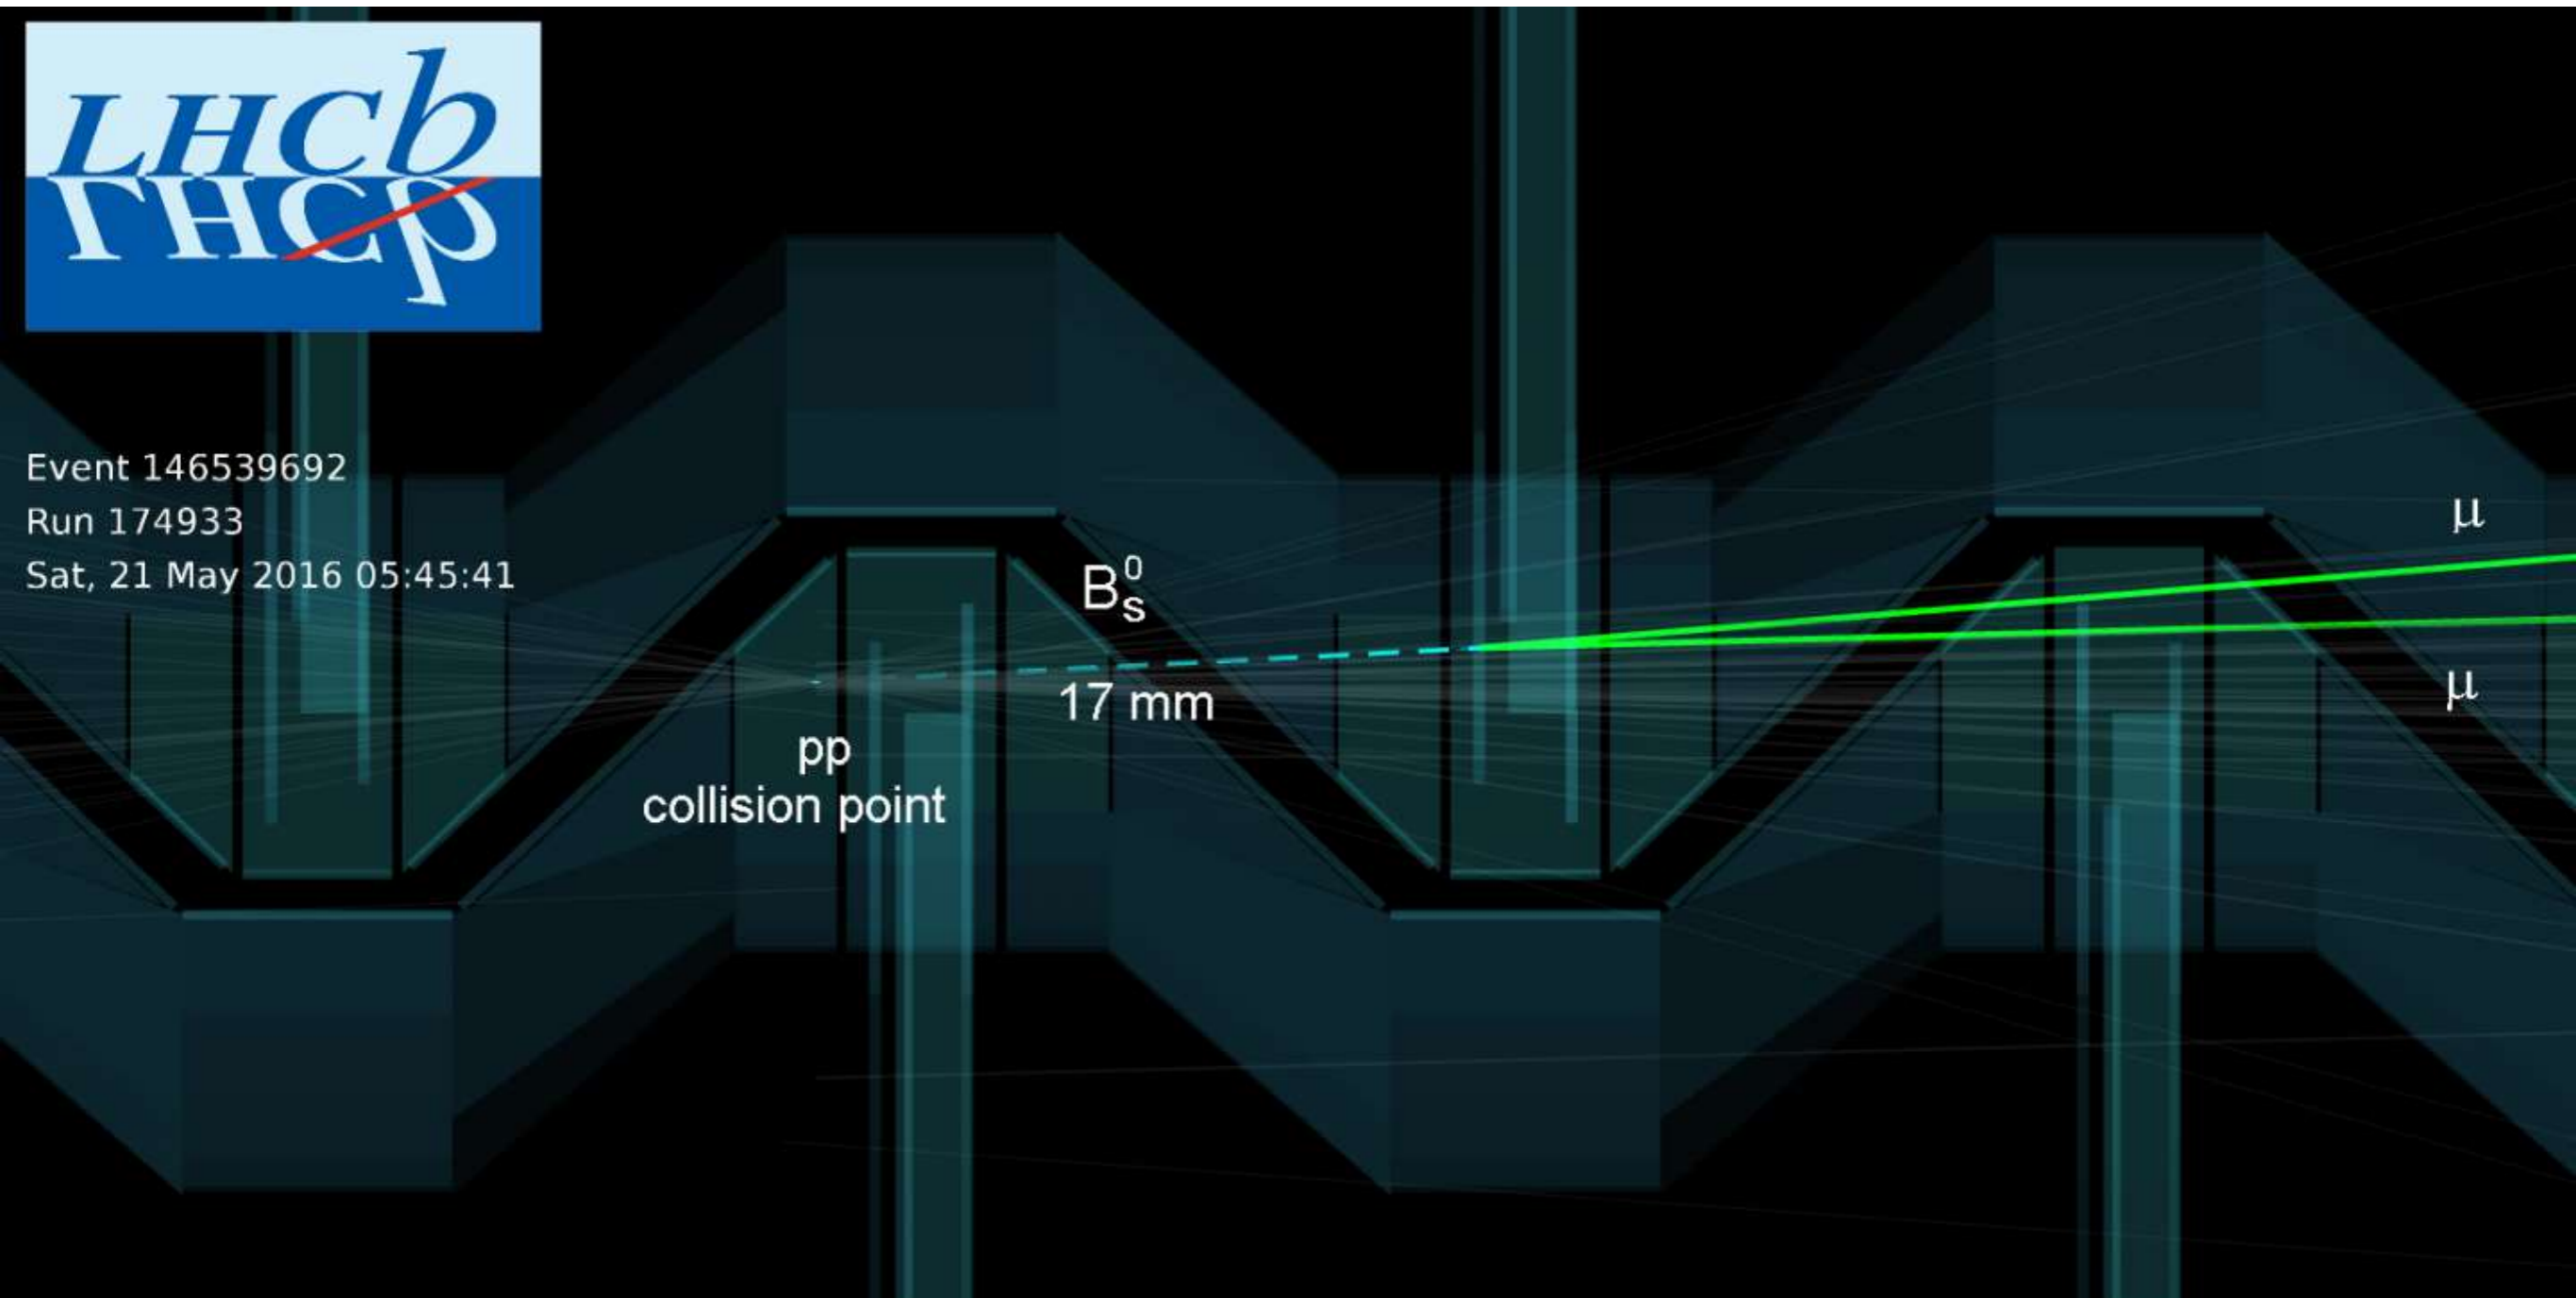 LHCb
LHCb
Event 146539692
Run 174933
Sat, 21 May 2016 05:45:41
B⁰ₛ
17 mm
pp
collision point
μ
μ